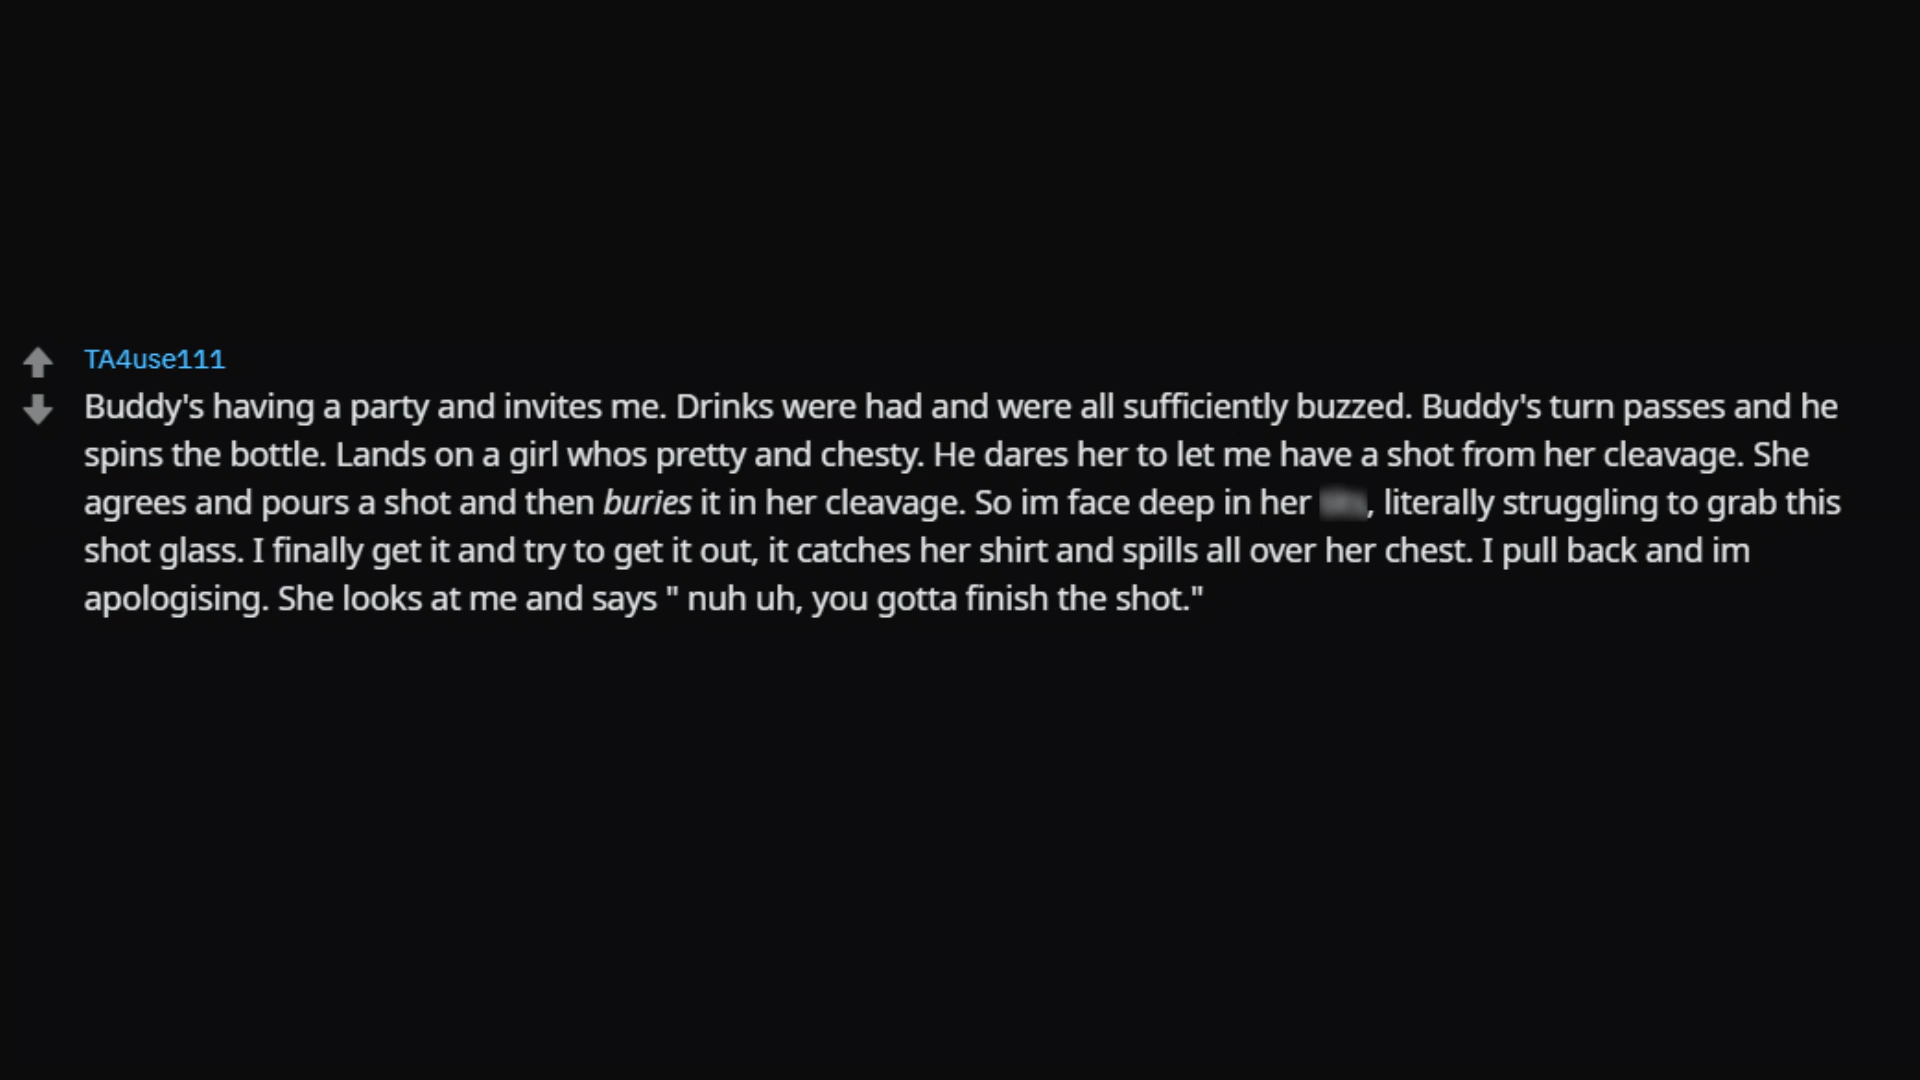 TA4use111
Buddy's having a party and invites me. Drinks were had and were all sufficiently buzzed. Buddy's turn passes and he
spins the bottle. Lands on a girl whos pretty and chesty. He dares her to let me have a shot from her cleavage. She
agrees and pours a shot and then buries it in her cleavage. So im face deep in her , literally struggling to grab this
shot glass. I finally get it and try to get it out, it catches her shirt and spills all over her chest. I pull back and im
apologising. She looks at me and says " nuh uh, you gotta finish the shot."